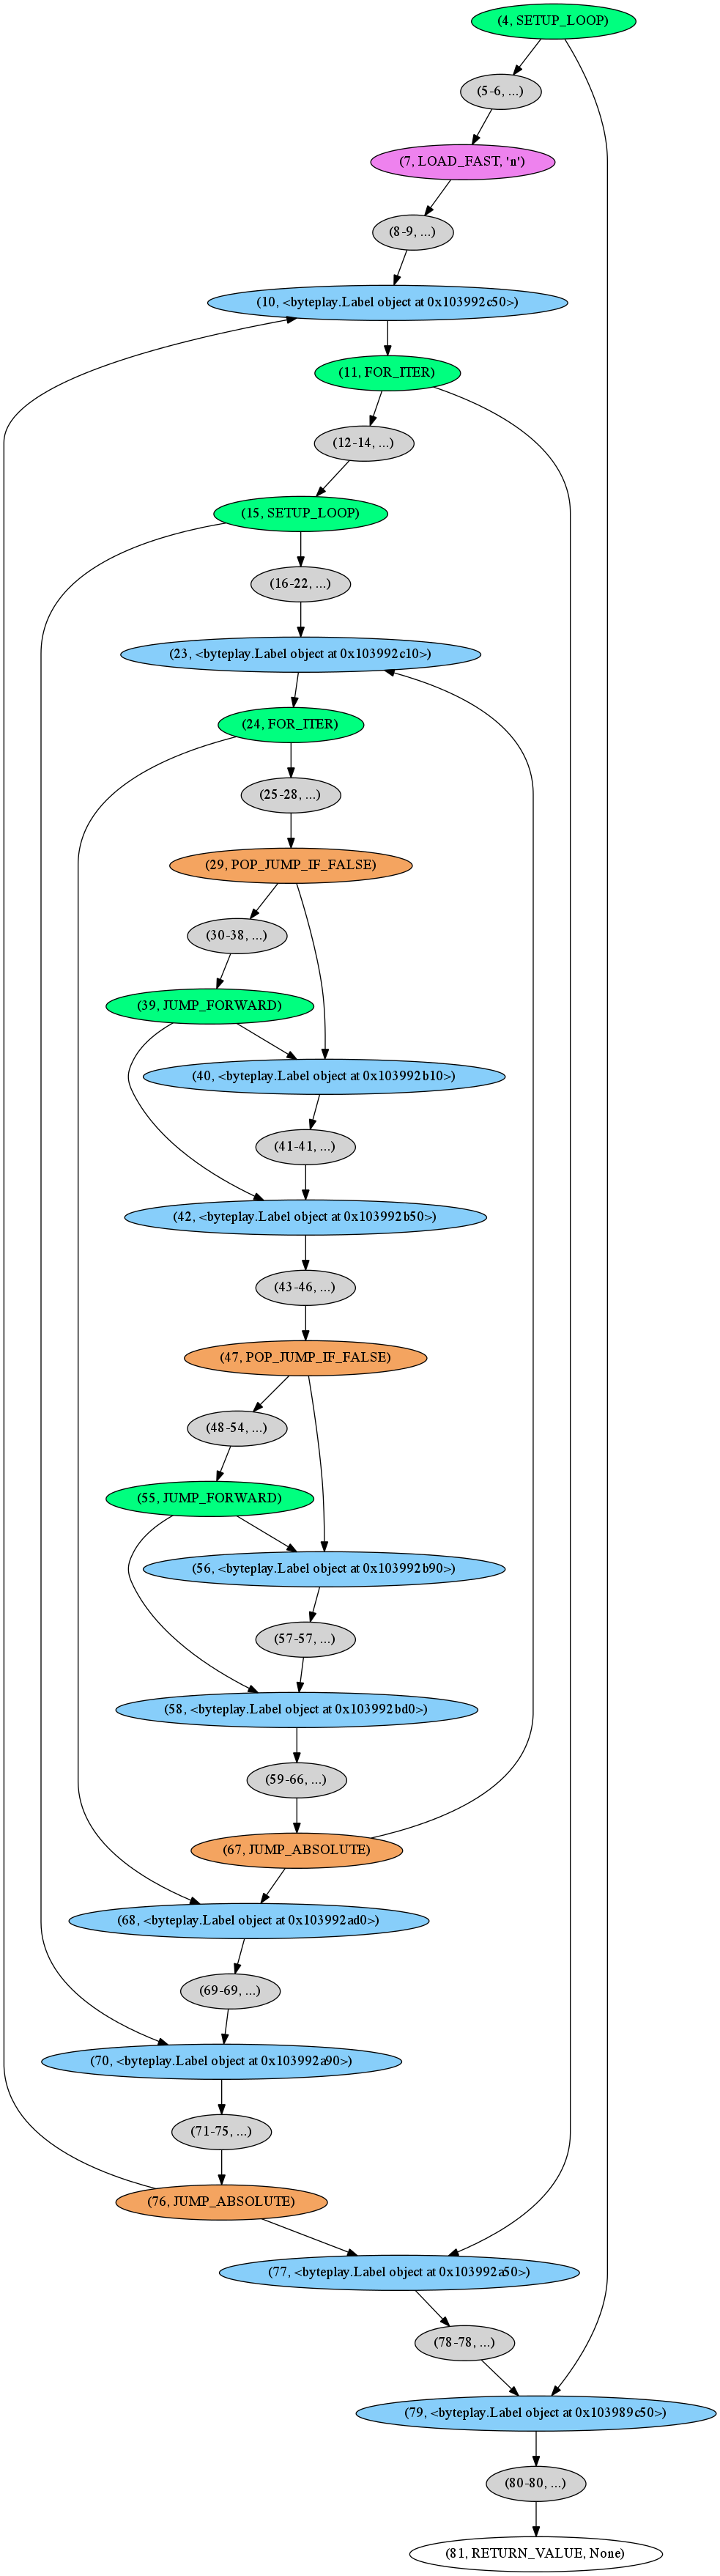 (4, SETUP_LOOP)
(5-6, ...)
(7, LOAD_FAST, 'n')
(8-9, ...)
(10, <byteplay.Label object at 0x103992c50>)
(11, FOR_ITER)
(12-14, ...)
(15, SETUP_LOOP)
(16-22, ...)
(23, <byteplay.Label object at 0x103992c10>)
(24, FOR_ITER)
(25-28, ...)
(29, POP_JUMP_IF_FALSE)
(30-38, ...)
(39, JUMP_FORWARD)
(40, <byteplay.Label object at 0x103992b10>)
(41-41, ...)
(42, <byteplay.Label object at 0x103992b50>)
(43-46, ...)
(47, POP_JUMP_IF_FALSE)
(48-54, ...)
(55, JUMP_FORWARD)
(56, <byteplay.Label object at 0x103992b90>)
(57-57, ...)
(58, <byteplay.Label object at 0x103992bd0>)
(59-66, ...)
(67, JUMP_ABSOLUTE)
(68, <byteplay.Label object at 0x103992ad0>)
(69-69, ...)
(70, <byteplay.Label object at 0x103992a90>)
(71-75, ...)
(76, JUMP_ABSOLUTE)
(77, <byteplay.Label object at 0x103992a50>)
(78-78, ...)
(79, <byteplay.Label object at 0x103989c50>)
(80-80, ...)
(81, RETURN_VALUE, None)